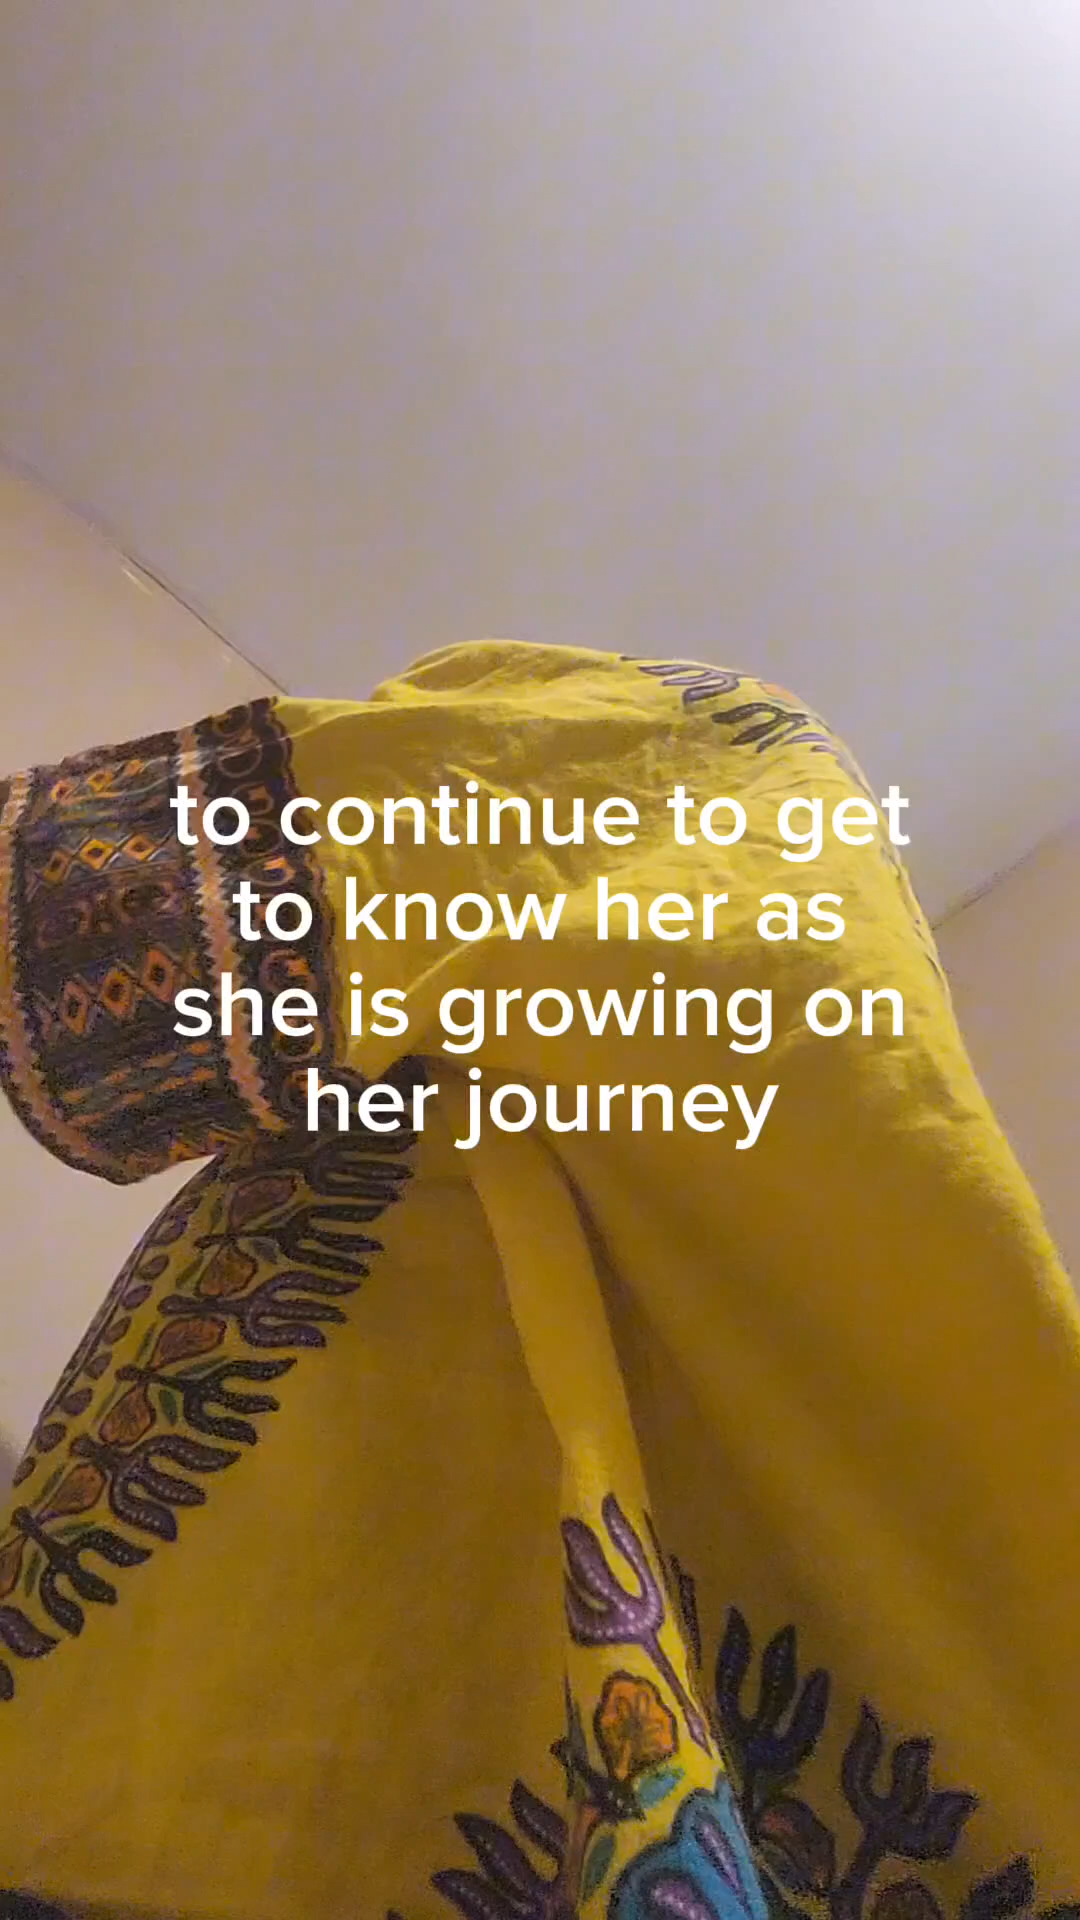 to continue to get
to know her as
she is growing on
her journey